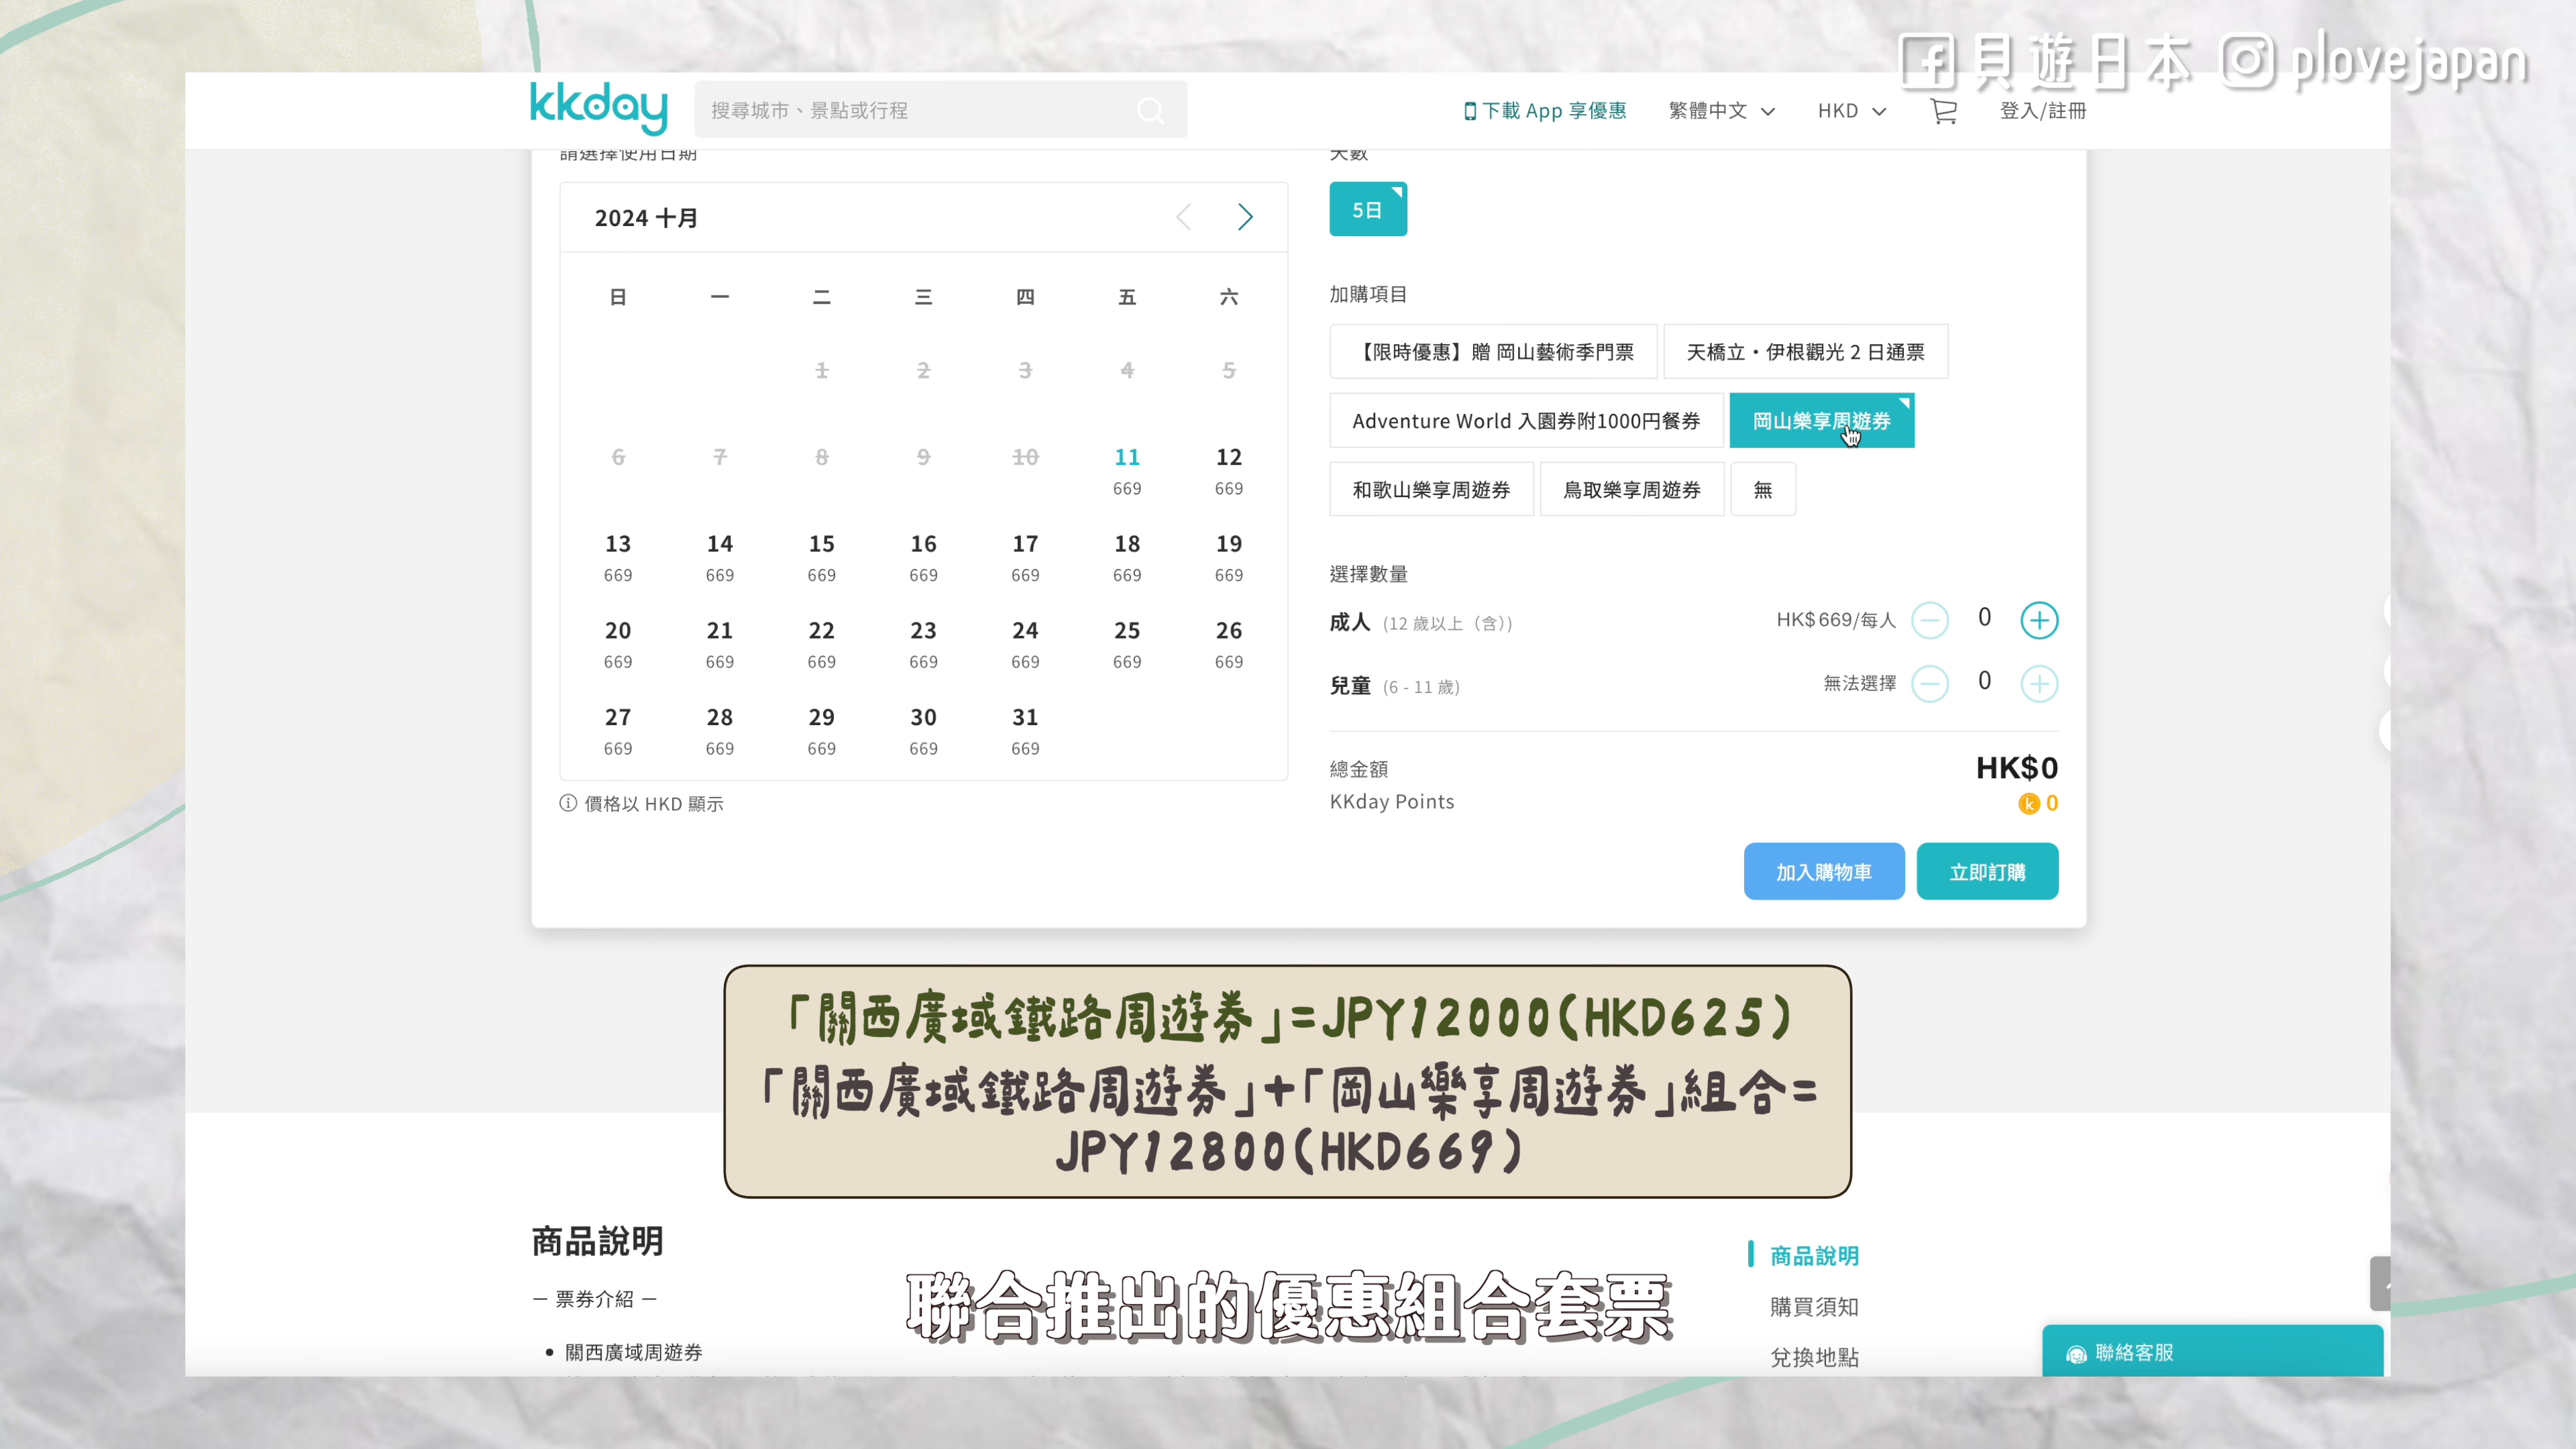 貝遊日本 plovejapan
kkday
搜尋城市、景點或行程
下載 App 享優惠
繁體中文
HKD
登入/註冊
請選擇使用日期
2024 十月
日 一 二 三 四 五 六
1 2 3 4 5
6 7 8 9 10 11 12
669 669
13 14 15 16 17 18 19
669 669 669 669 669 669 669
20 21 22 23 24 25 26
669 669 669 669 669 669 669
27 28 29 30 31
669 669 669 669 669
價格以 HKD 顯示
天數
5日
加購項目
【限時優惠】贈 岡山藝術季門票
天橋立・伊根觀光 2 日通票
Adventure World 入園券附1000円餐券
岡山樂享周遊券
和歌山樂享周遊券
鳥取樂享周遊券
無
選擇數量
成人 (12 歲以上（含）)
HK$ 669/每人
0
兒童 (6 - 11 歲)
無法選擇
0
總金額
HK$0
KKday Points
0
加入購物車
立即訂購
「關西廣域鐵路周遊券」=JPY12000(HKD625)
「關西廣域鐵路周遊券」+「岡山樂享周遊券」組合=
JPY12800(HKD669)
商品說明
－ 票券介紹 －
• 關西廣域周遊券
聯合推出的優惠組合套票
商品說明
購買須知
兌換地點
聯絡客服